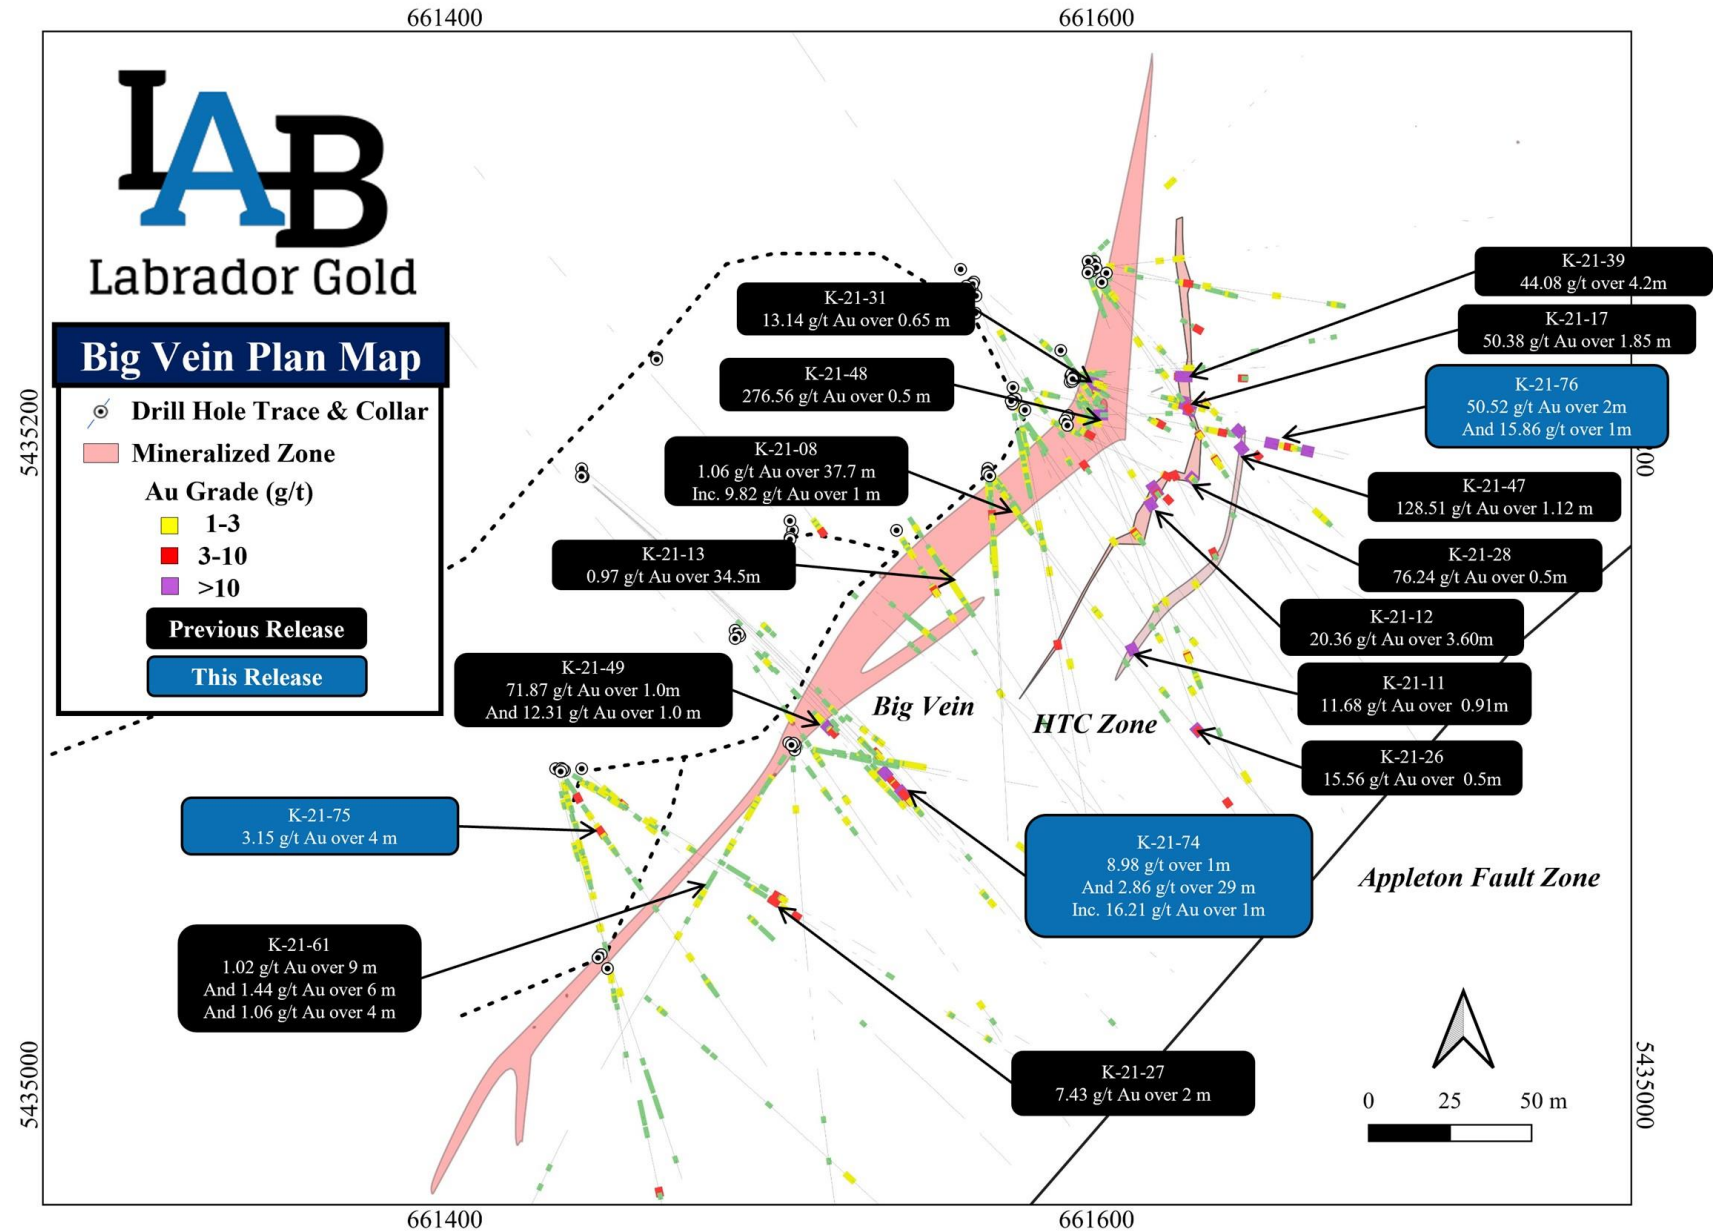 661400
661600
LAB
Labrador Gold
Big Vein Plan Map
Drill Hole Trace & Collar
Mineralized Zone
Au Grade (g/t)
1-3
3-10
>10
Previous Release
This Release
5435200
K-21-31
13.14 g/t Au over 0.65 m
K-21-48
276.56 g/t Au over 0.5 m
K-21-08
1.06 g/t Au over 37.7 m
Inc. 9.82 g/t Au over 1 m
K-21-13
0.97 g/t Au over 34.5m
K-21-49
71.87 g/t Au over 1.0m
And 12.31 g/t Au over 1.0 m
K-21-39
44.08 g/t over 4.2m
K-21-17
50.38 g/t Au over 1.85 m
K-21-76
50.52 g/t Au over 2m
And 15.86 g/t over 1m
00
K-21-47
128.51 g/t Au over 1.12 m
K-21-28
76.24 g/t Au over 0.5m
K-21-12
20.36 g/t Au over 3.60m
K-21-11
11.68 g/t Au over 0.91m
K-21-26
15.56 g/t Au over 0.5m
Big Vein
HTC Zone
Appleton Fault Zone
K-21-75
3.15 g/t Au over 4 m
K-21-74
8.98 g/t over 1m
And 2.86 g/t over 29 m
Inc. 16.21 g/t Au over 1m
K-21-61
1.02 g/t Au over 9 m
And 1.44 g/t Au over 6 m
And 1.06 g/t Au over 4 m
K-21-27
7.43 g/t Au over 2 m
5435000
5435000
0 25 50 m
661400
661600